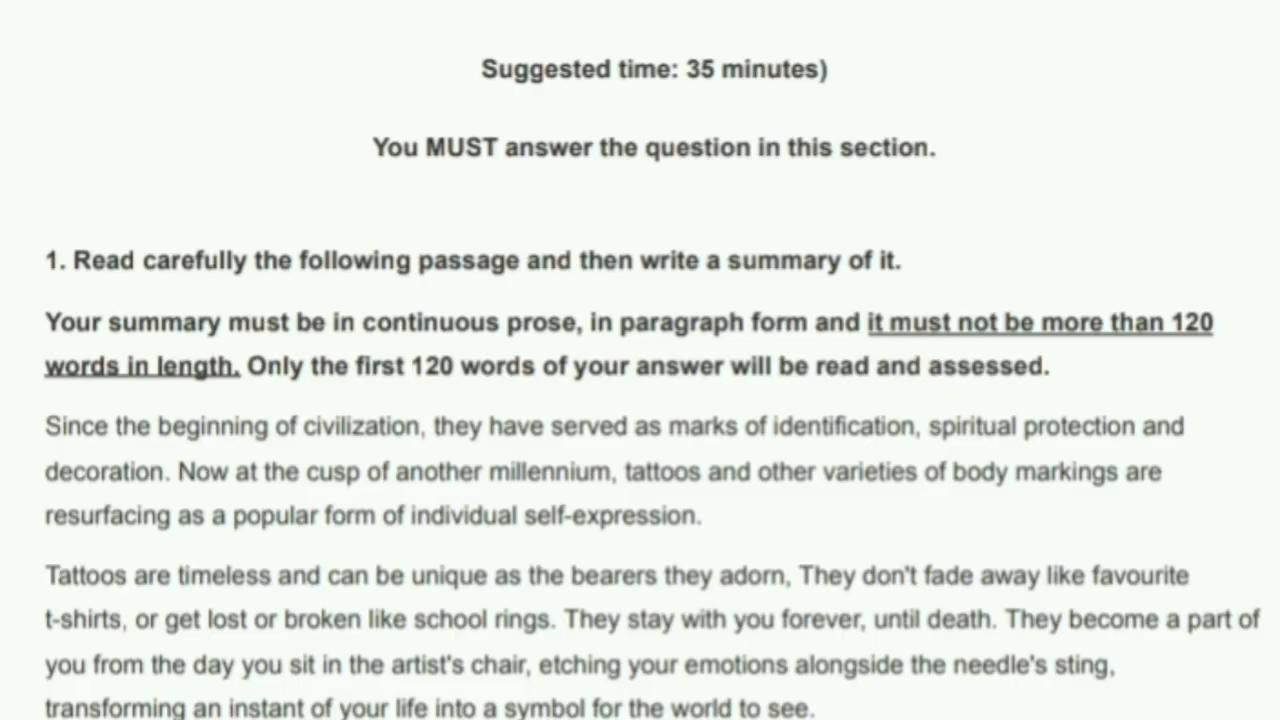 Suggested time: 35 minutes)
You MUST answer the question in this section.
1. Read carefully the following passage and then write a summary of it.
Your summary must be in continuous prose, in paragraph form and it must not be more than 120
words in length. Only the first 120 words of your answer will be read and assessed.
Since the beginning of civilization, they have served as marks of identification, spiritual protection and
decoration. Now at the cusp of another millennium, tattoos and other varieties of body markings are
resurfacing as a popular form of individual self-expression.
Tattoos are timeless and can be unique as the bearers they adorn, They don't fade away like favourite
t-shirts, or get lost or broken like school rings. They stay with you forever, until death. They become a part of
you from the day you sit in the artist's chair, etching your emotions alongside the needle's sting,
transforming an instant of your life into a symbol for the world to see.